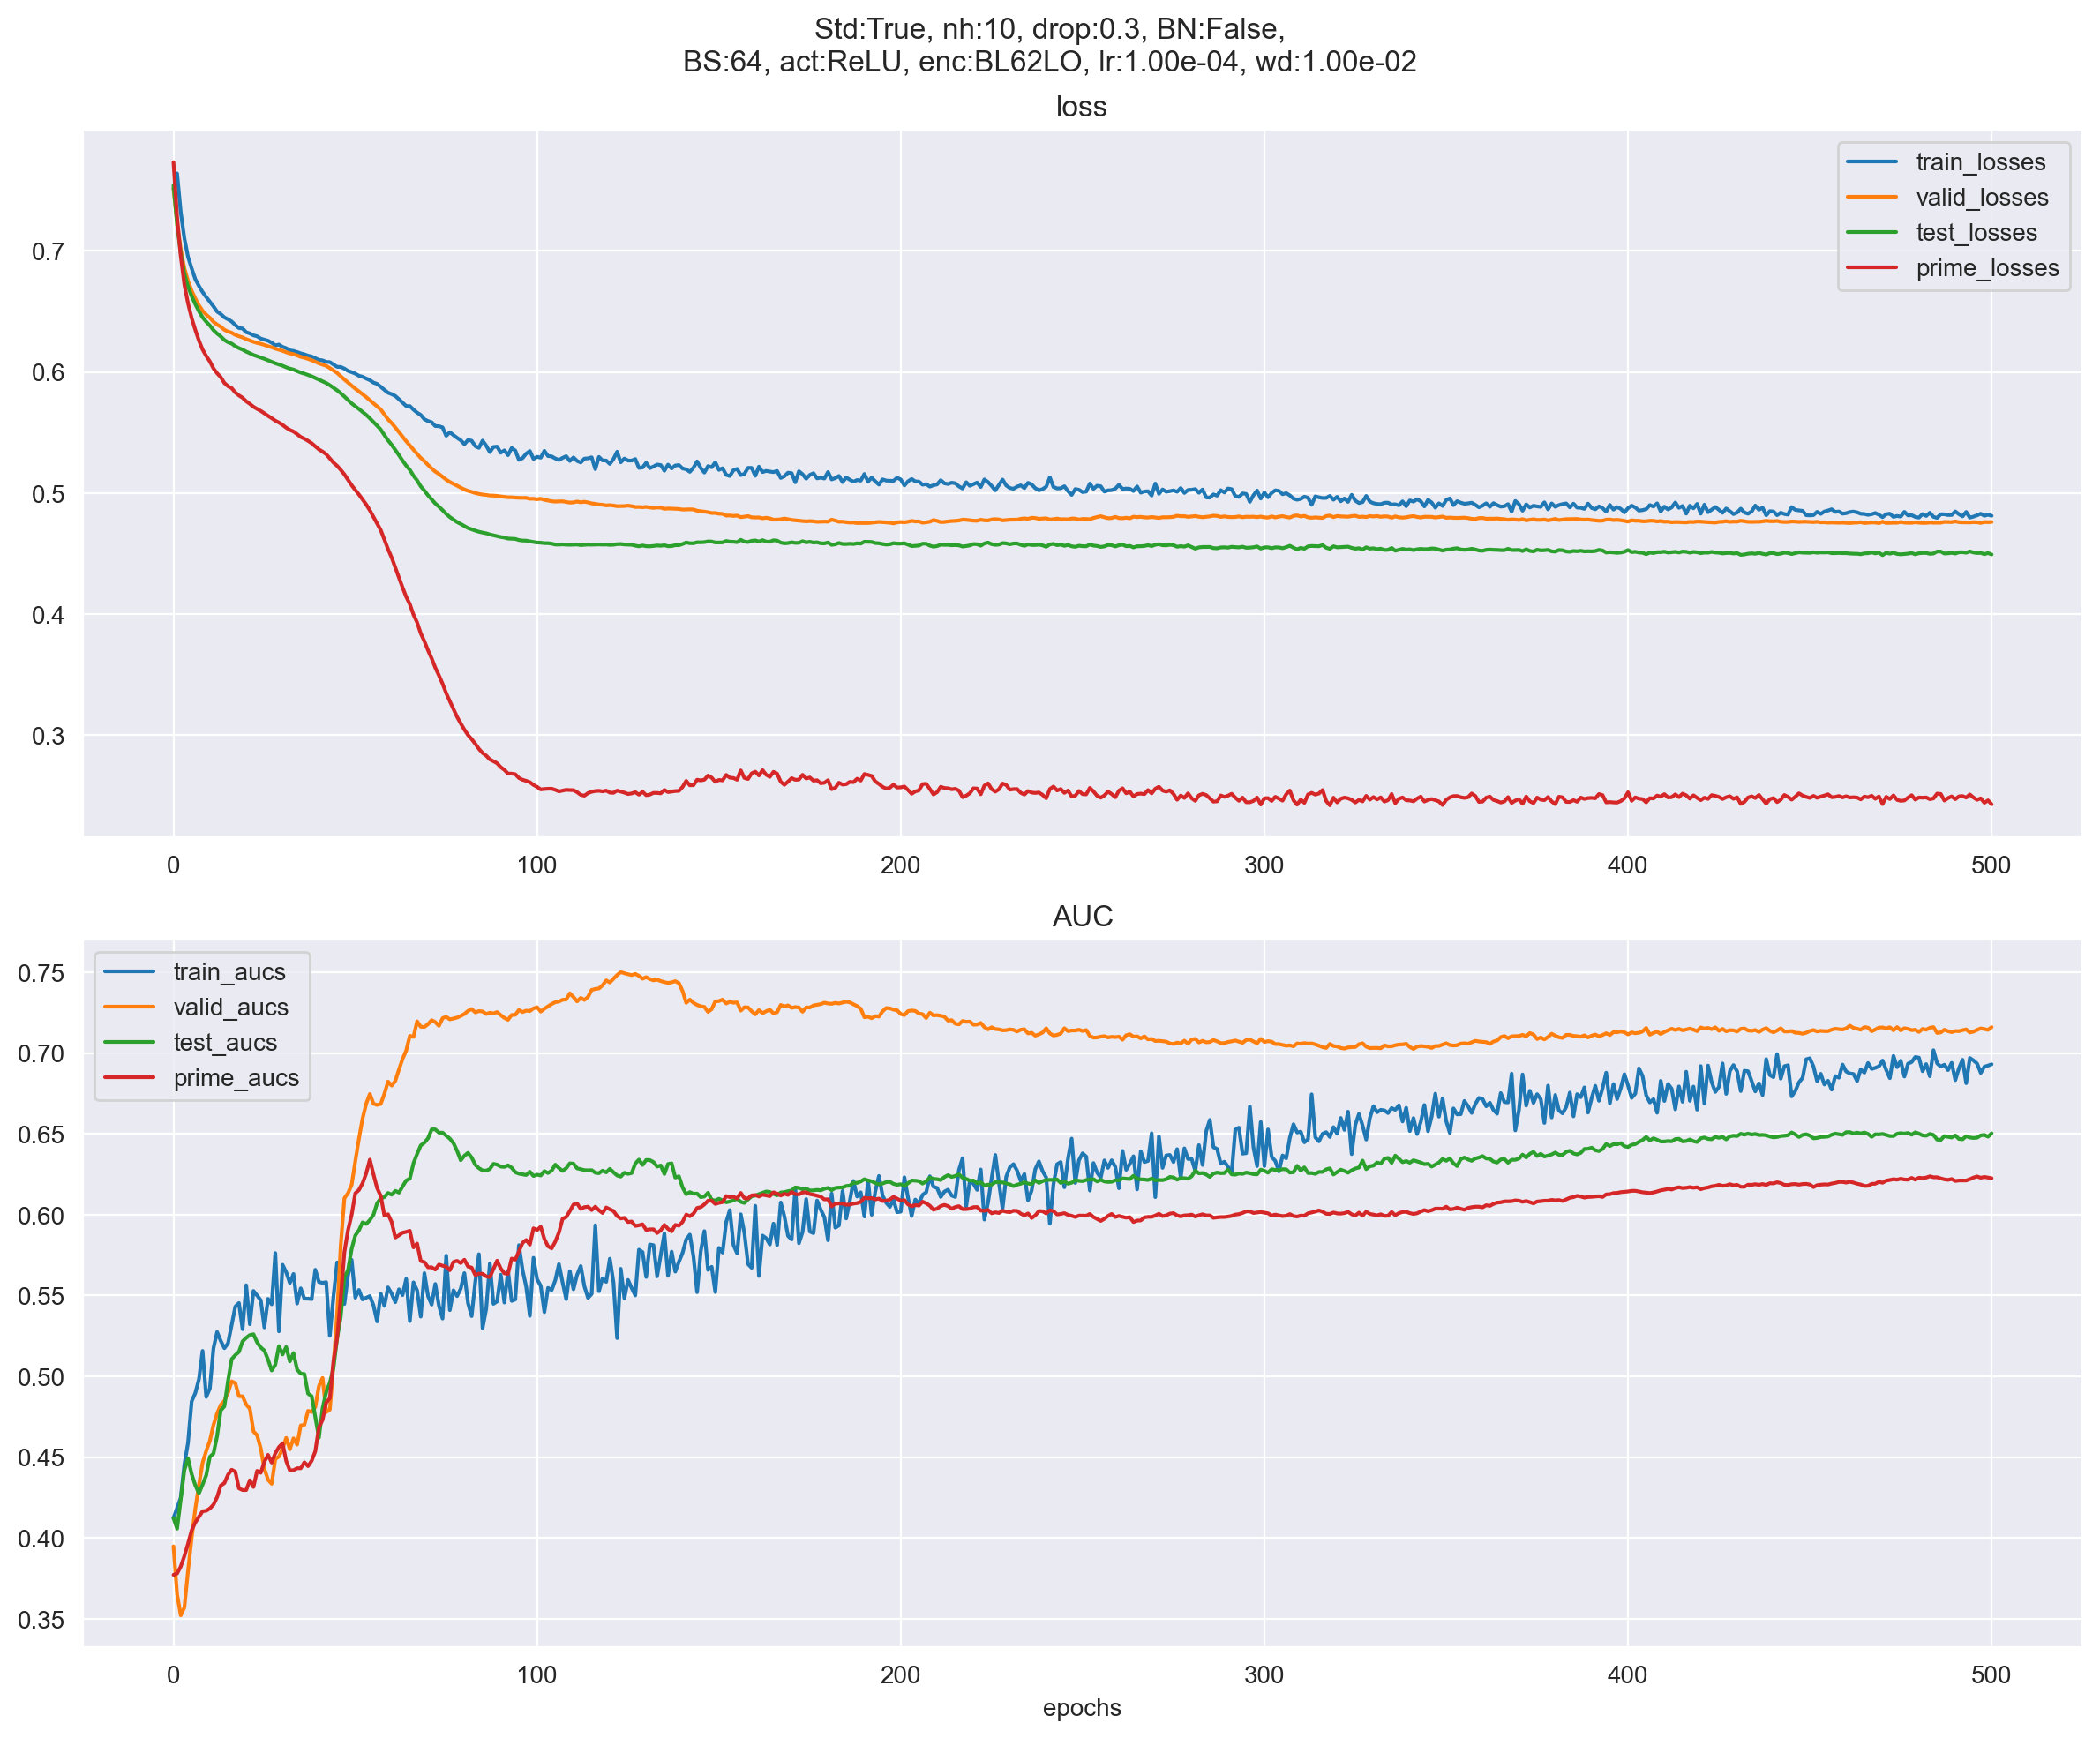 Std:True, nh:10, drop:0.3, BN:False,
BS:64, act:ReLU, enc:BL62LO, lr:1.00e-04, wd:1.00e-02
loss
train_losses
valid_losses
test_losses
prime_losses
0.7
0.6
0.5
0.4
0.3
0 100 200 300 400 500
AUC
train_aucs
valid_aucs
test_aucs
prime_aucs
0.75
0.70
0.65
0.60
0.55
0.50
0.45
0.40
0.35
0 100 200 300 400 500
epochs